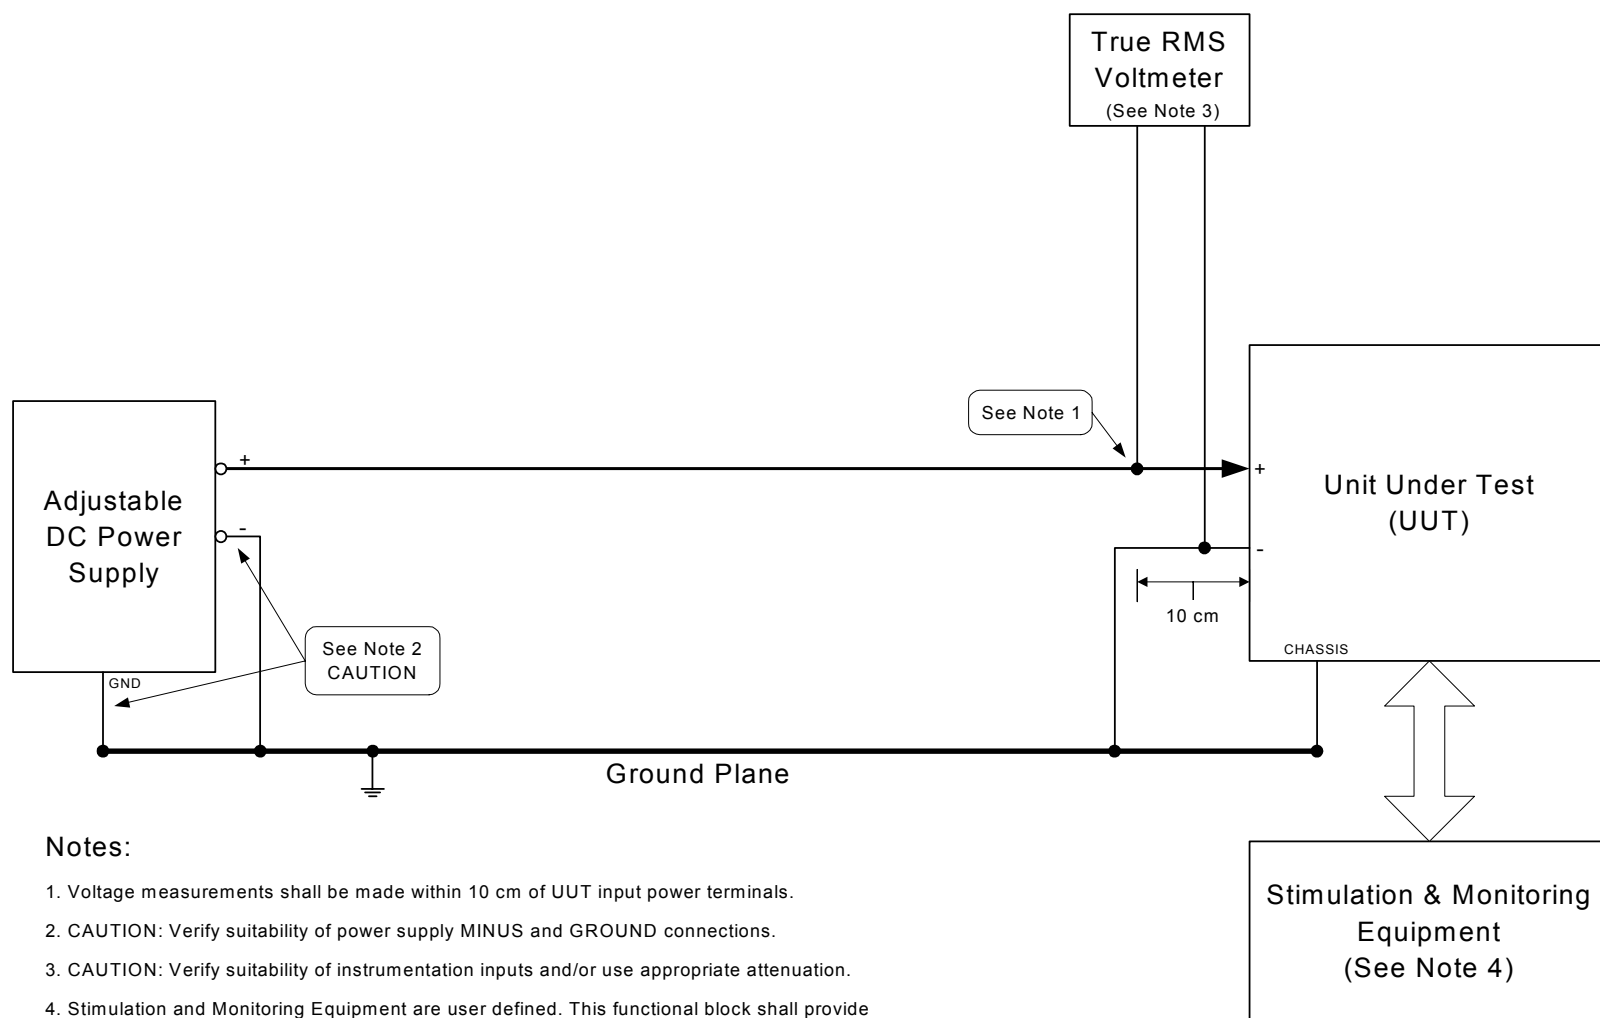 True RMS
Voltmeter
(See Note 3)
See Note 1
+
+
Adjustable
DC Power
Supply
-
Unit Under Test
(UUT)
-
10 cm
See Note 2
CAUTION
CHASSIS
GND
Ground Plane
Notes:
1. Voltage measurements shall be made within 10 cm of UUT input power terminals.
2. CAUTION: Verify suitability of power supply MINUS and GROUND connections.
3. CAUTION: Verify suitability of instrumentation inputs and/or use appropriate attenuation.
4. Stimulation and Monitoring Equipment are user defined. This functional block shall provide
Stimulation & Monitoring
Equipment
(See Note 4)